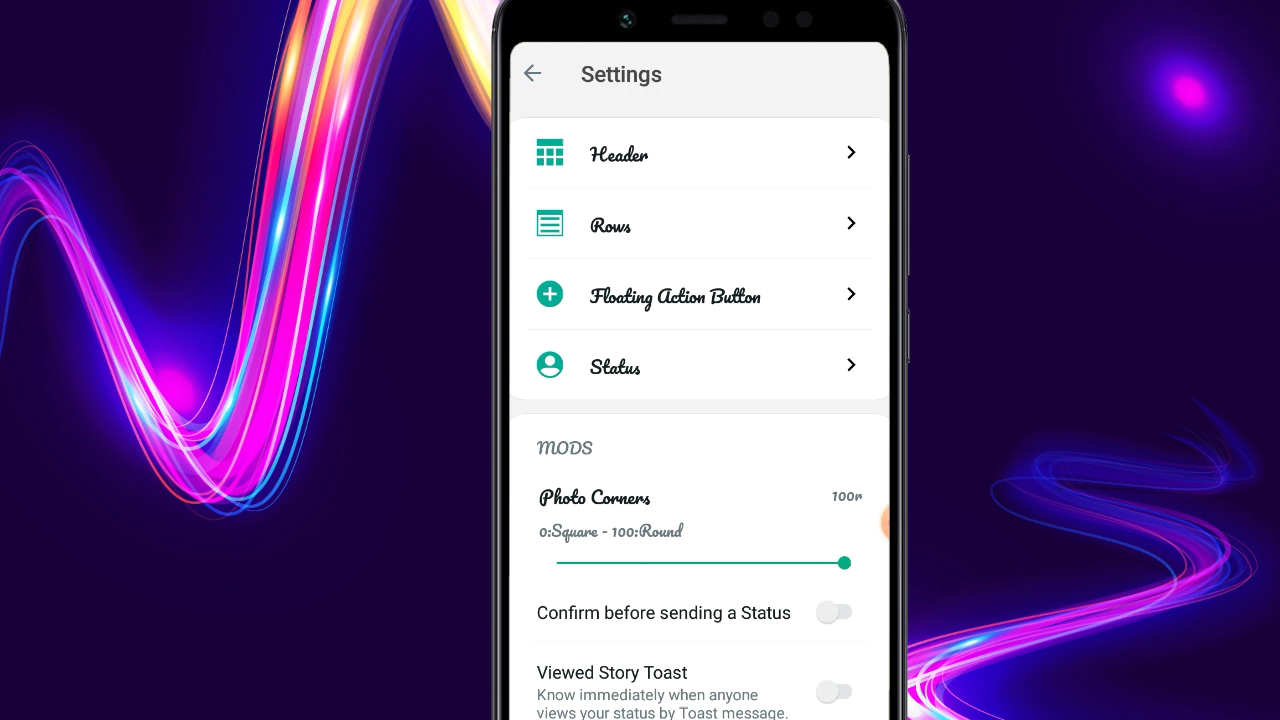 Settings
Header
Rows
Floating Action Button
Status
MODS
Photo Corners
100r
0:Square - 100:Round
Confirm before sending a Status
Viewed Story Toast
Know immediately when anyone
views your status by Toast message.